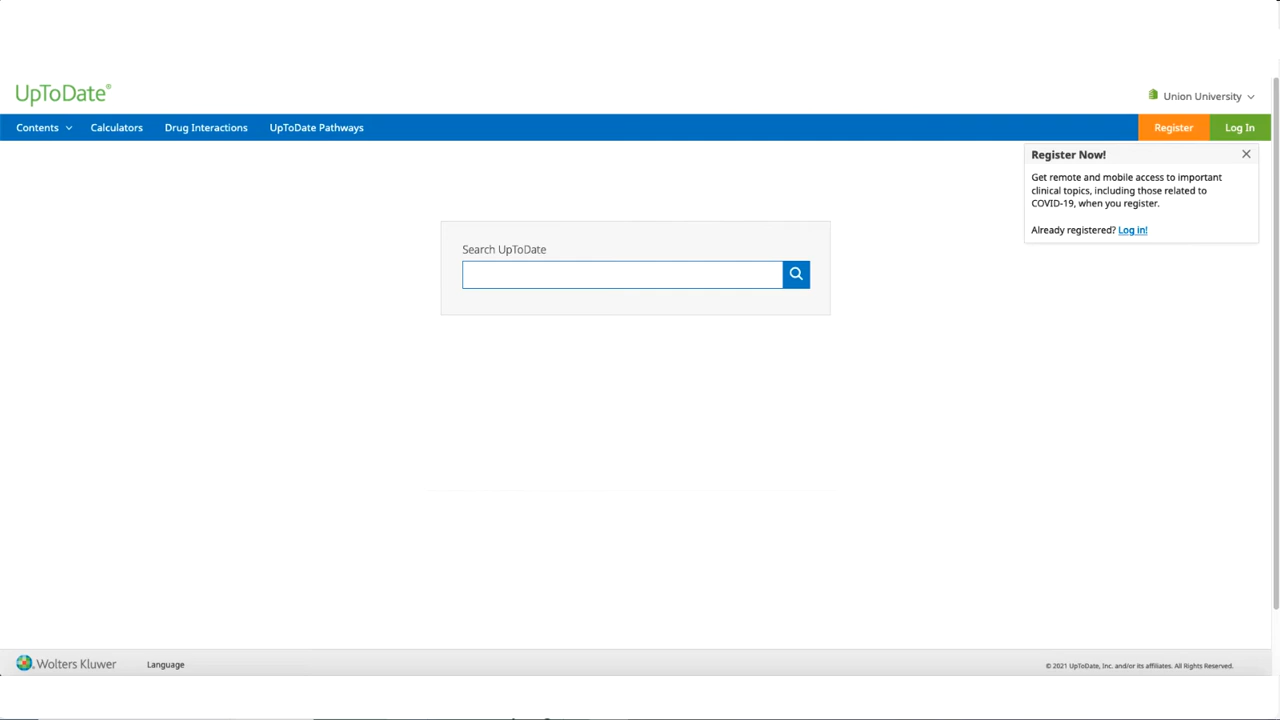 UpToDate®
Union University
Contents
Calculators
Drug Interactions
UpToDate Pathways
Register
Log In
Register Now!
Get remote and mobile access to important
clinical topics, including those related to
COVID-19, when you register.
Already registered? Log in!
Search UpToDate
Wolters Kluwer
Language
© 2021 UpToDate, Inc. and/or its affiliates. All Rights Reserved.